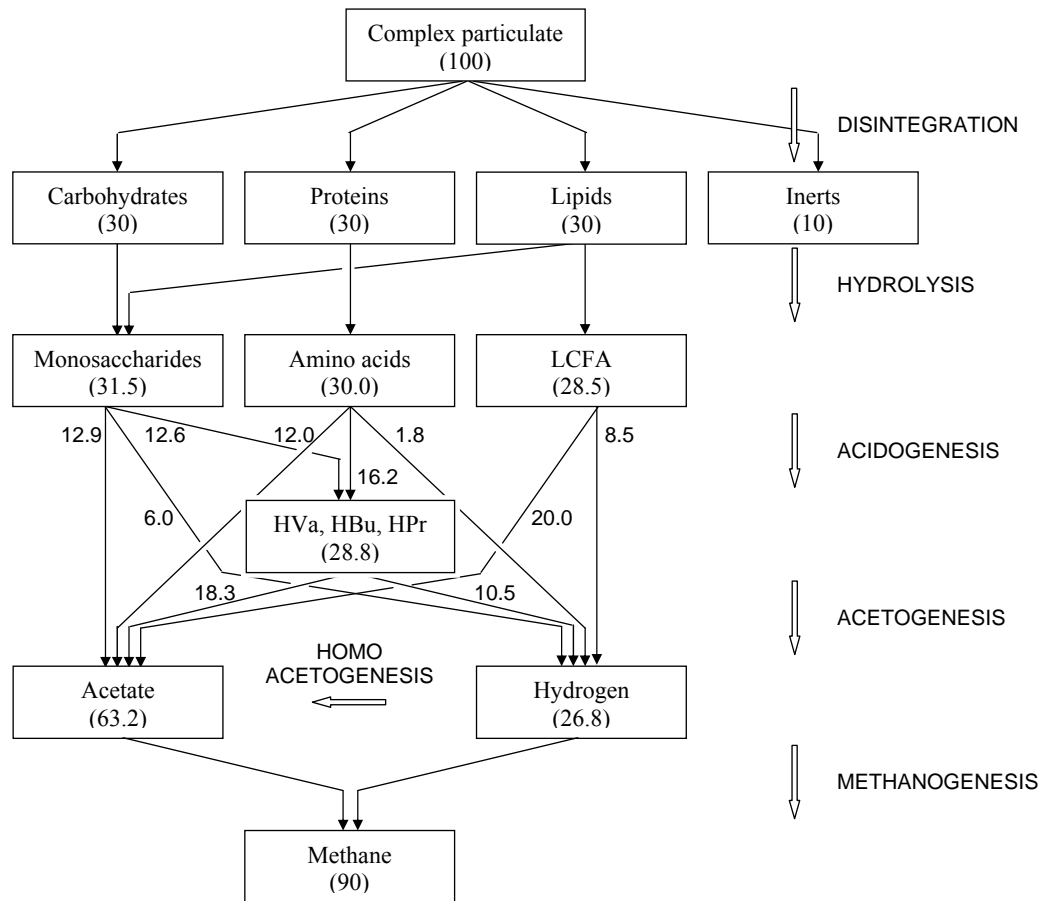 Complex particulate
(100)
DISINTEGRATION
Carbohydrates
(30)
Proteins
(30)
Lipids
(30)
Inerts
(10)
HYDROLYSIS
Monosaccharides
(31.5)
Amino acids
(30.0)
LCFA
(28.5)
12.9
12.6
12.0
1.8
8.5
ACIDOGENESIS
16.2
6.0
20.0
HVa, HBu, HPr
(28.8)
18.3
10.5
ACETOGENESIS
HOMO
ACETOGENESIS
Acetate
(63.2)
Hydrogen
(26.8)
METHANOGENESIS
Methane
(90)